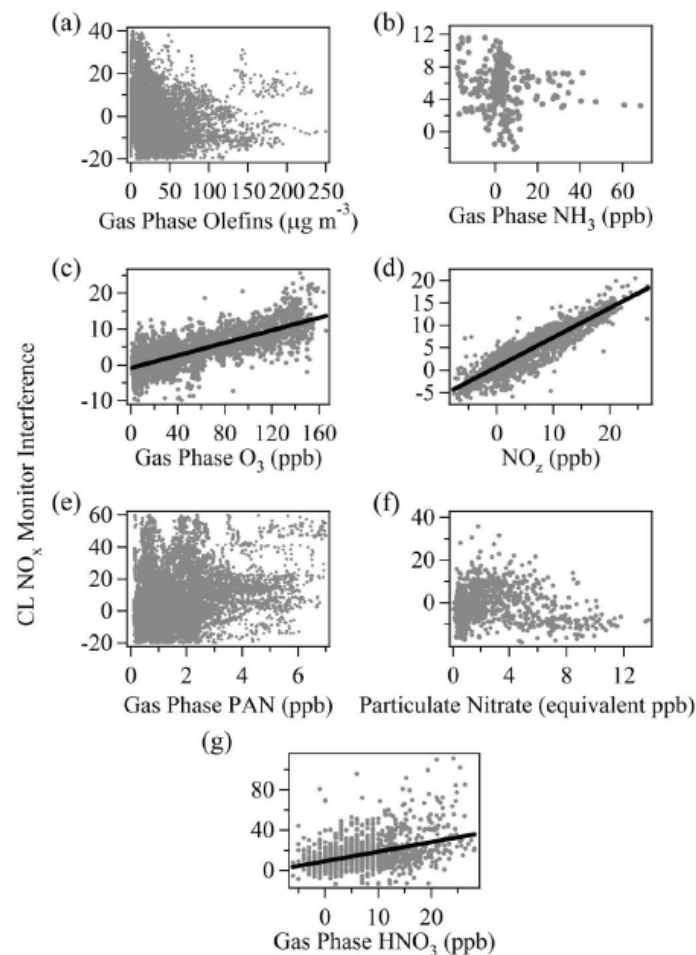 (a)
40
20
0
-20
0 50 100 150 200 250
Gas Phase Olefins (μg m⁻³)
(b)
12
8
4
0
0 20 40 60
Gas Phase NH₃ (ppb)
(c)
20
10
0
-10
0 40 80 120 160
Gas Phase O₃ (ppb)
(d)
20
15
10
5
0
-5
0 10 20
NO_z (ppb)
CL NOₓ Monitor Interference
(e)
60
40
20
0
-20
0 2 4 6
Gas Phase PAN (ppb)
(f)
40
0
0 4 8 12
Particulate Nitrate (equivalent ppb)
(g)
80
40
0
0 10 20
Gas Phase HNO₃ (ppb)